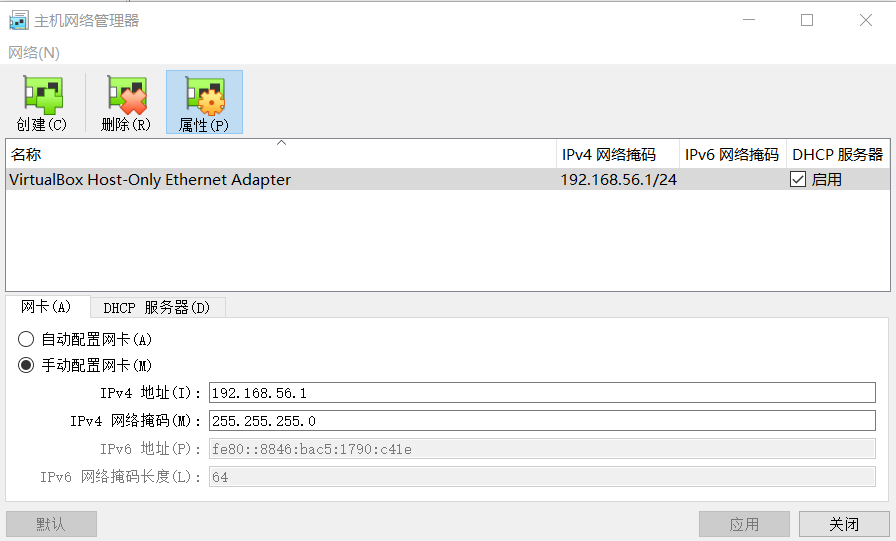 主机网络管理器
网络(N)
创建(C) 删除(R) 属性(P)
名称 IPv4 网络掩码 IPv6 网络掩码 DHCP 服务器
VirtualBox Host-Only Ethernet Adapter 192.168.56.1/24 启用
网卡(A) DHCP 服务器(D)
自动配置网卡(A)
手动配置网卡(M)
IPv4 地址(I): 192.168.56.1
IPv4 网络掩码(M): 255.255.255.0
IPv6 地址(P): fe80::8846:bac5:1790:c41e
IPv6 网络掩码长度(L): 64
默认 应用 关闭